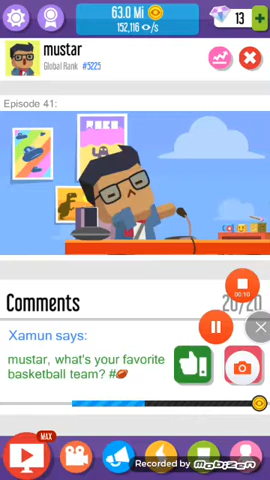 63.0 Mi
152,116 /s
13
mustar
Global Rank #5225
Episode 41:
Comments
20/20
00:10
Xamun says:
mustar, what's your favorite
basketball team? #🏈
MAX
Recorded by Mobizen